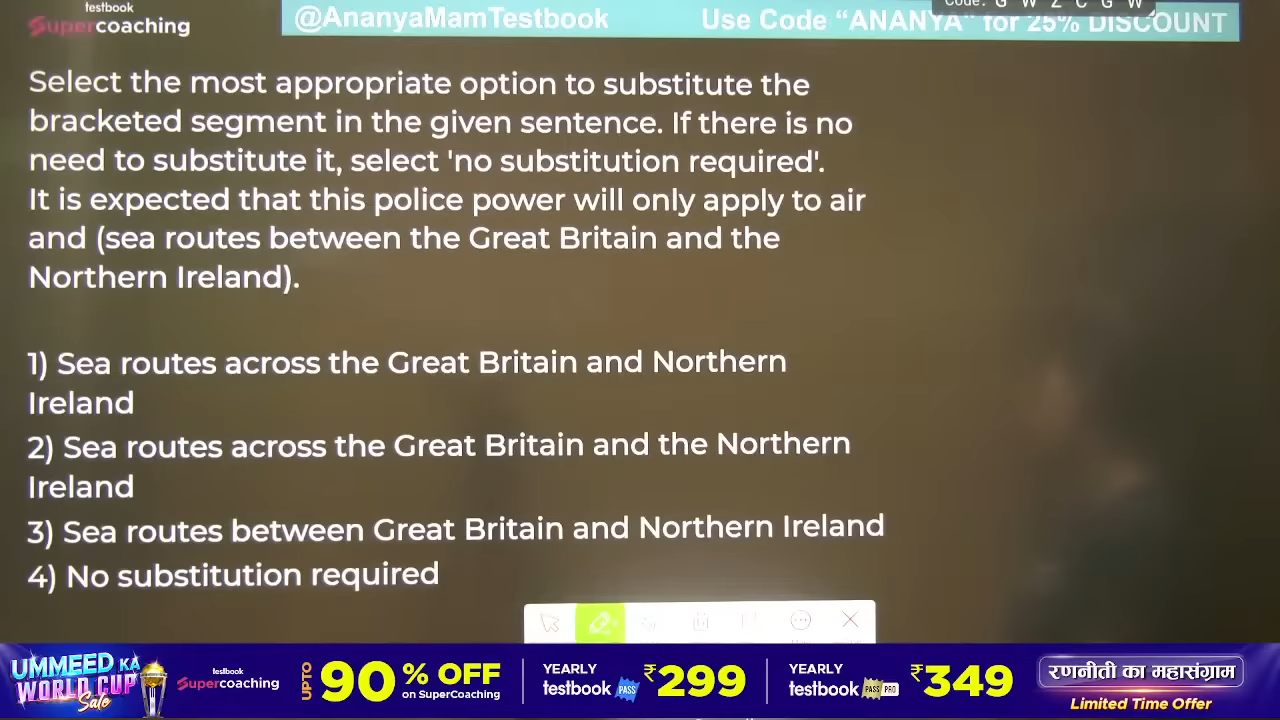 testbook
Supercoaching
@AnanyaMamTestbook
Use Code “ANANYA” for 25% DISCOUNT
Code: G W Z C G W
Select the most appropriate option to substitute the
bracketed segment in the given sentence. If there is no
need to substitute it, select 'no substitution required'.
It is expected that this police power will only apply to air
and (sea routes between the Great Britain and the
Northern Ireland).
1) Sea routes across the Great Britain and Northern
Ireland
2) Sea routes across the Great Britain and the Northern
Ireland
3) Sea routes between Great Britain and Northern Ireland
4) No substitution required
UMMEED KA
WORLD CUP
Sale
testbook
Supercoaching
UPTO
90% OFF
on SuperCoaching
YEARLY
testbook PASS
₹299
YEARLY
testbook PASS PRO
₹349
रणनीती का महासंग्राम
Limited Time Offer